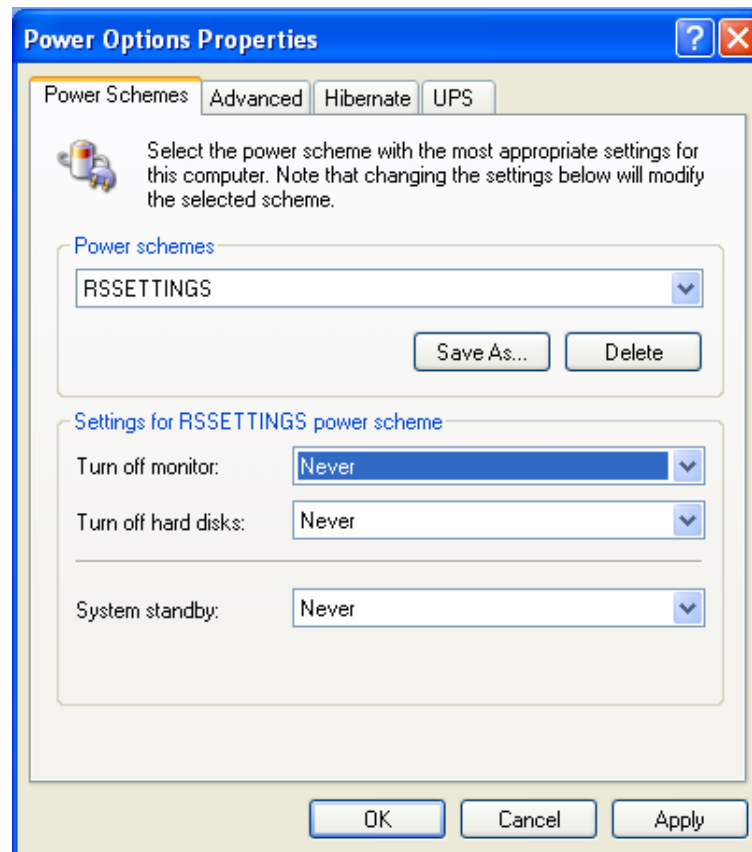 Power Options Properties
Power Schemes Advanced Hibernate UPS
Select the power scheme with the most appropriate settings for
this computer. Note that changing the settings below will modify
the selected scheme.
Power schemes
RSSETTINGS
Save As... Delete
Settings for RSSETTINGS power scheme
Turn off monitor: Never
Turn off hard disks: Never
System standby: Never
OK Cancel Apply